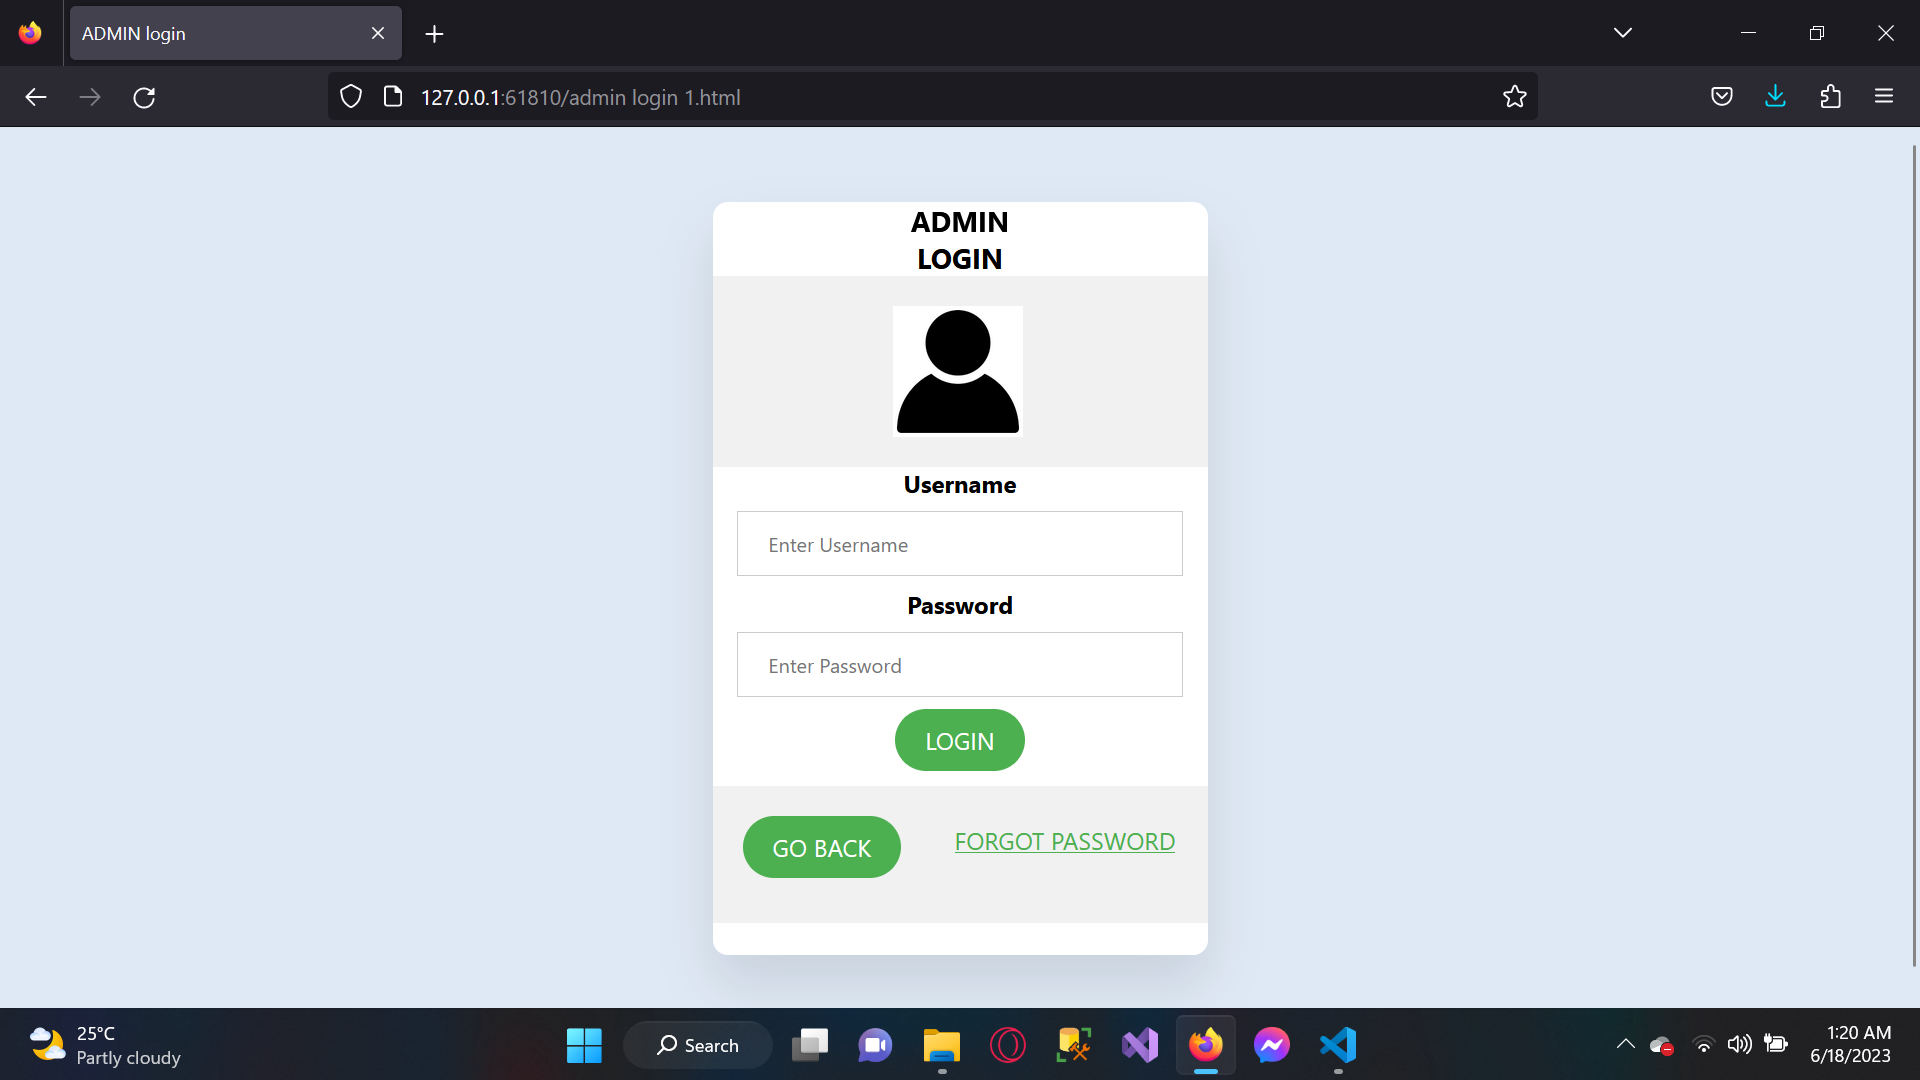 ADMIN login
127.0.0.1:61810/admin login 1.html
ADMIN
LOGIN
Username
Enter Username
Password
Enter Password
LOGIN
GO BACK
FORGOT PASSWORD
25°C
Partly cloudy
Search
1:20 AM
6/18/2023